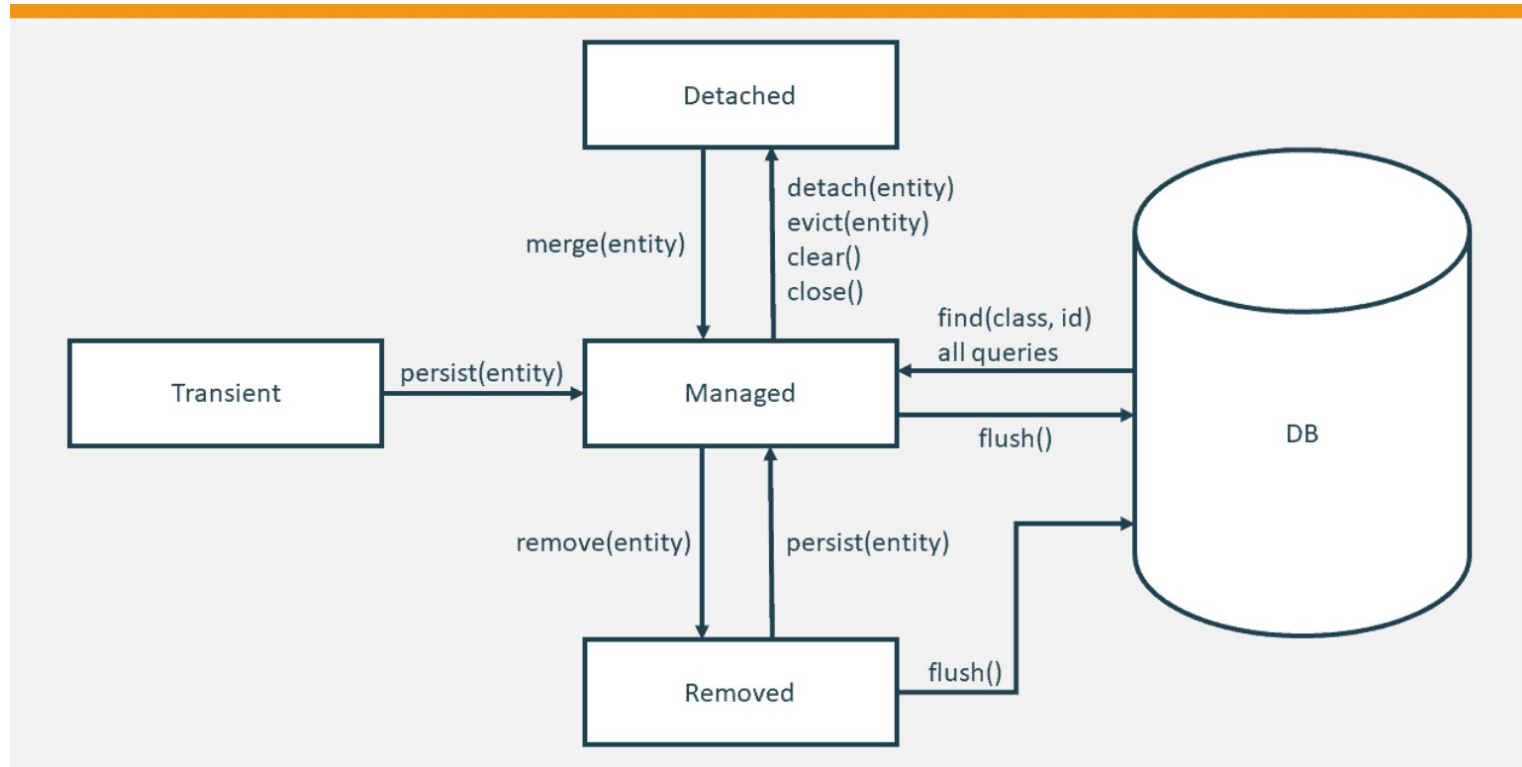 Detached
merge(entity)
detach(entity)
evict(entity)
clear()
close()
find(class, id)
all queries
Transient
persist(entity)
Managed
flush()
DB
remove(entity)
persist(entity)
Removed
flush()